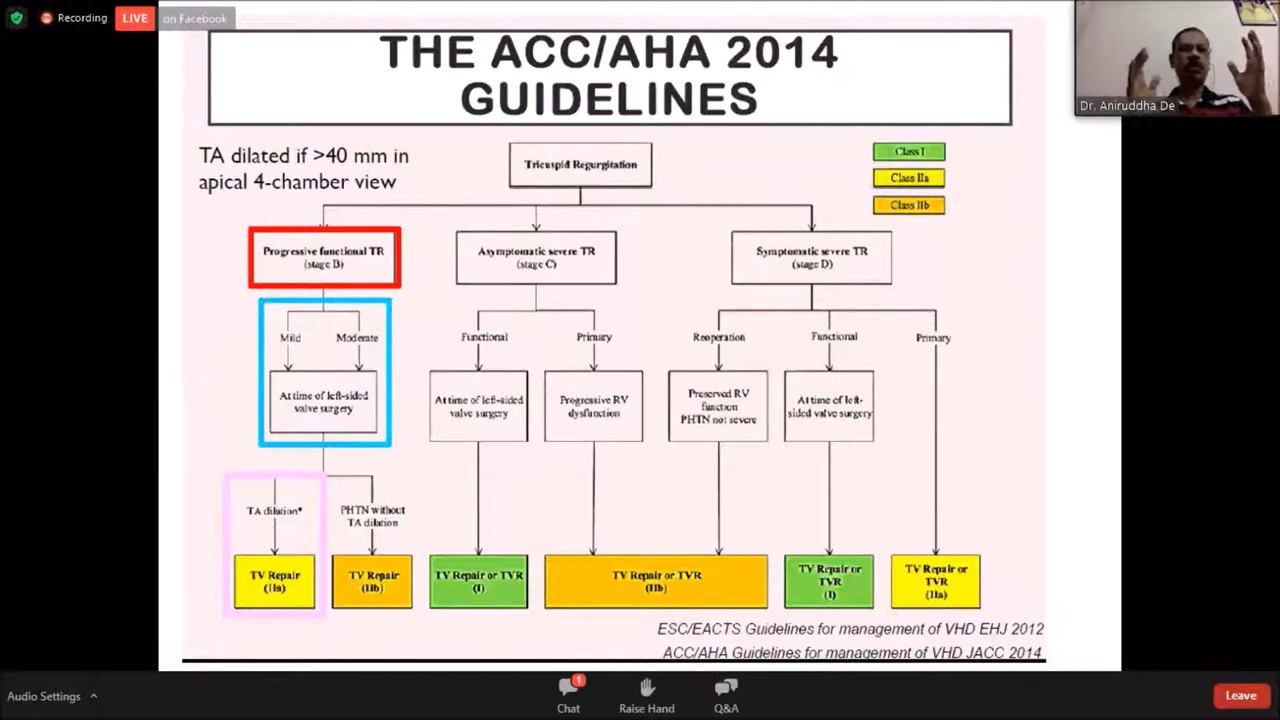 Recording
LIVE
on Facebook
THE ACC/AHA 2014
GUIDELINES
Dr. Aniruddha De
TA dilated if >40 mm in
apical 4-chamber view
Tricuspid Regurgitation
Class I
Class IIa
Class IIb
Progressive functional TR
(stage B)
Asymptomatic severe TR
(stage C)
Symptomatic severe TR
(stage D)
Mild
Moderate
Functional
Primary
Reoperation
Functional
Primary
At time of left-sided
valve surgery
At time of left-sided
valve surgery
Progressive RV
dysfunction
Preserved RV
function
PHTN not severe
At time of left-
sided valve surgery
TA dilation*
PHTN without
TA dilation
TV Repair
(IIa)
TV Repair
(IIb)
TV Repair or TVR
(I)
TV Repair or TVR
(IIb)
TV Repair or
TVR
(I)
TV Repair or
TVR
(IIa)
ESC/EACTS Guidelines for management of VHD EHJ 2012
ACC/AHA Guidelines for management of VHD JACC 2014
Audio Settings
1
Chat
Raise Hand
Q&A
Leave